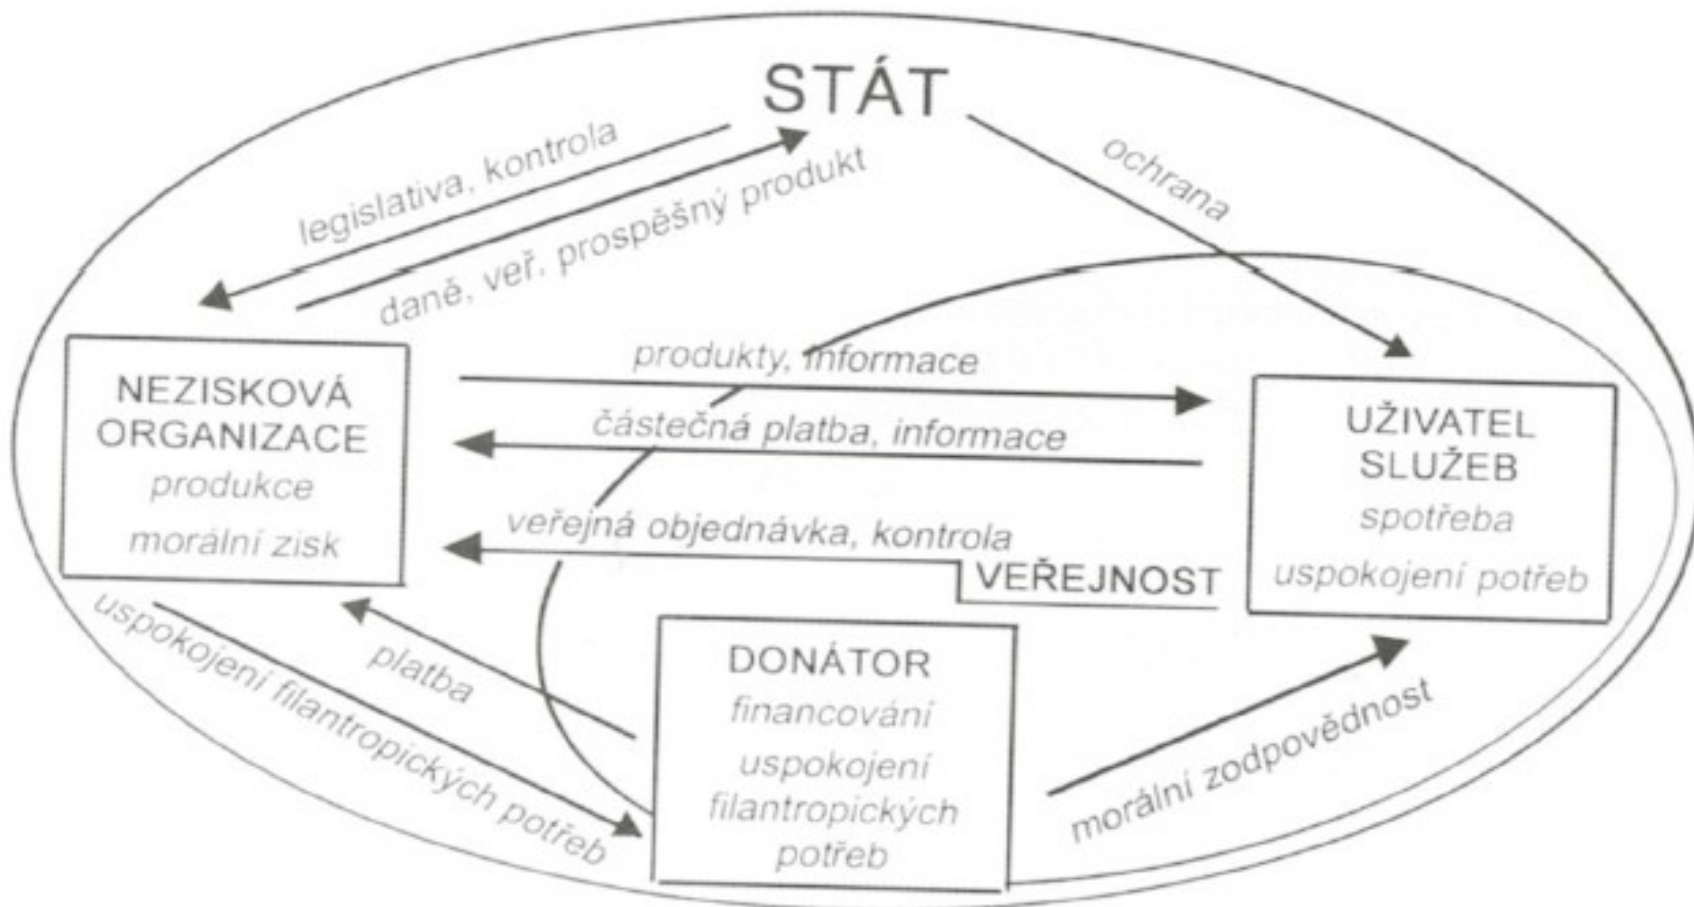 STÁT
legislativa, kontrola
daně, veř. prospěšný produkt
ochrana
produkty, informace
částečná platba, informace
NEZISKOVÁ
ORGANIZACE
produkce
morální zisk
UŽIVATEL
SLUŽEB
spotřeba
uspokojení potřeb
veřejná objednávka, kontrola
VEŘEJNOST
uspokojení filantropických potřeb
platba
DONÁTOR
financování
uspokojení
filantropických
potřeb
morální zodpovědnost